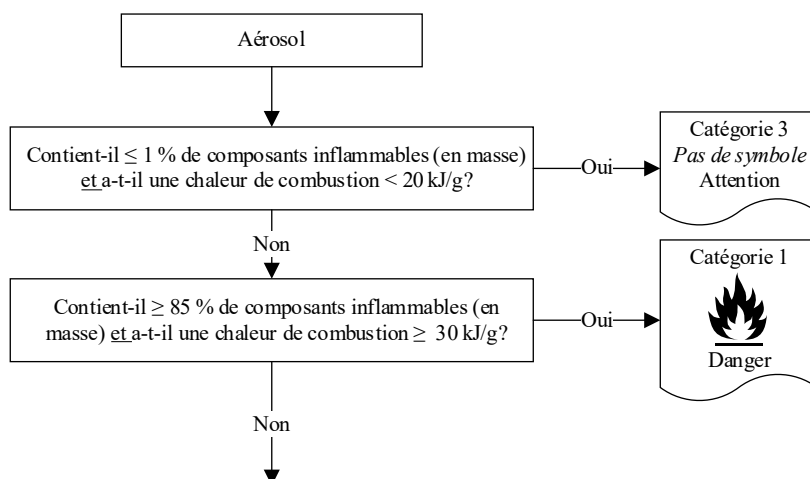 Aérosol
Contient-il ≤ 1 % de composants inflammables (en masse)
et a-t-il une chaleur de combustion < 20 kJ/g?
Oui
Catégorie 3
Pas de symbole
Attention
Non
Contient-il ≥ 85 % de composants inflammables (en
masse) et a-t-il une chaleur de combustion ≥ 30 kJ/g?
Oui
Catégorie 1
Danger
Non